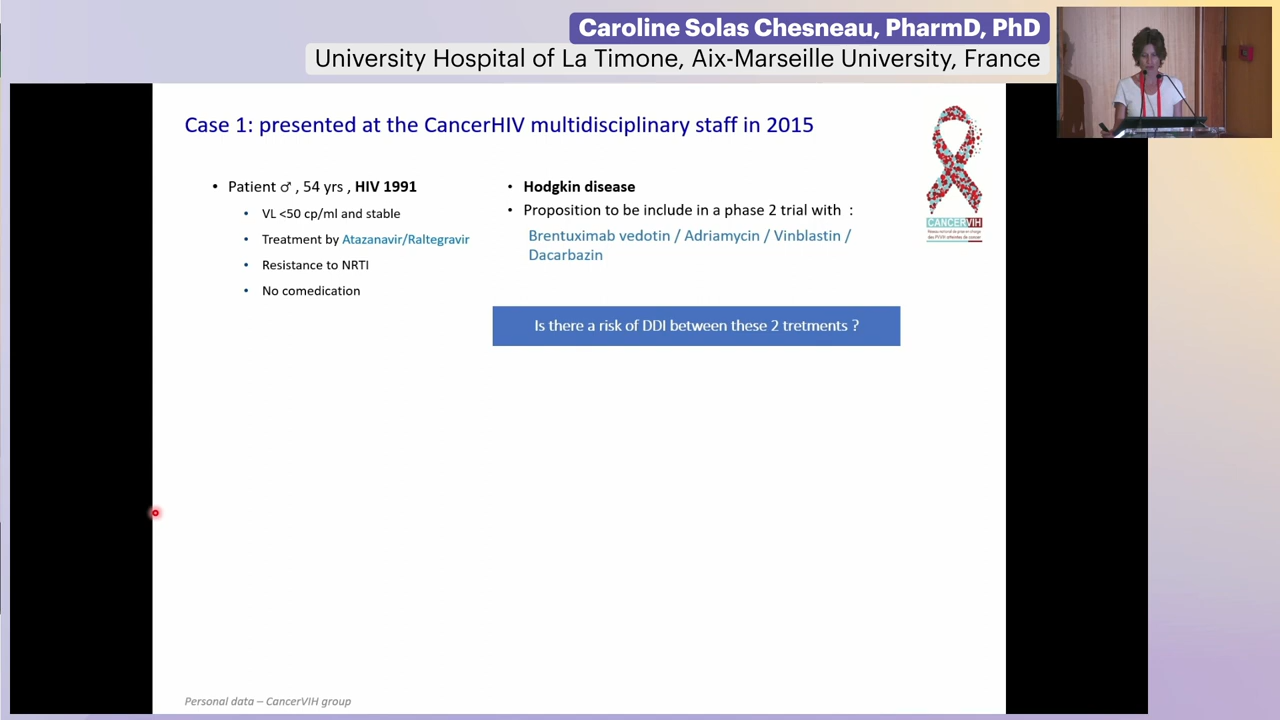 Caroline Solas Chesneau, PharmD, PhD
University Hospital of La Timone, Aix-Marseille University, France
Case 1: presented at the CancerHIV multidisciplinary staff in 2015
• Patient ♂ , 54 yrs , HIV 1991
• VL <50 cp/ml and stable
• Treatment by Atazanavir/Raltegravir
• Resistance to NRTI
• No comedication
• Hodgkin disease
• Proposition to be include in a phase 2 trial with :
Brentuximab vedotin / Adriamycin / Vinblastin /
Dacarbazin
Is there a risk of DDI between these 2 tretments ?
CANCERVIH
Personal data – CancerVIH group